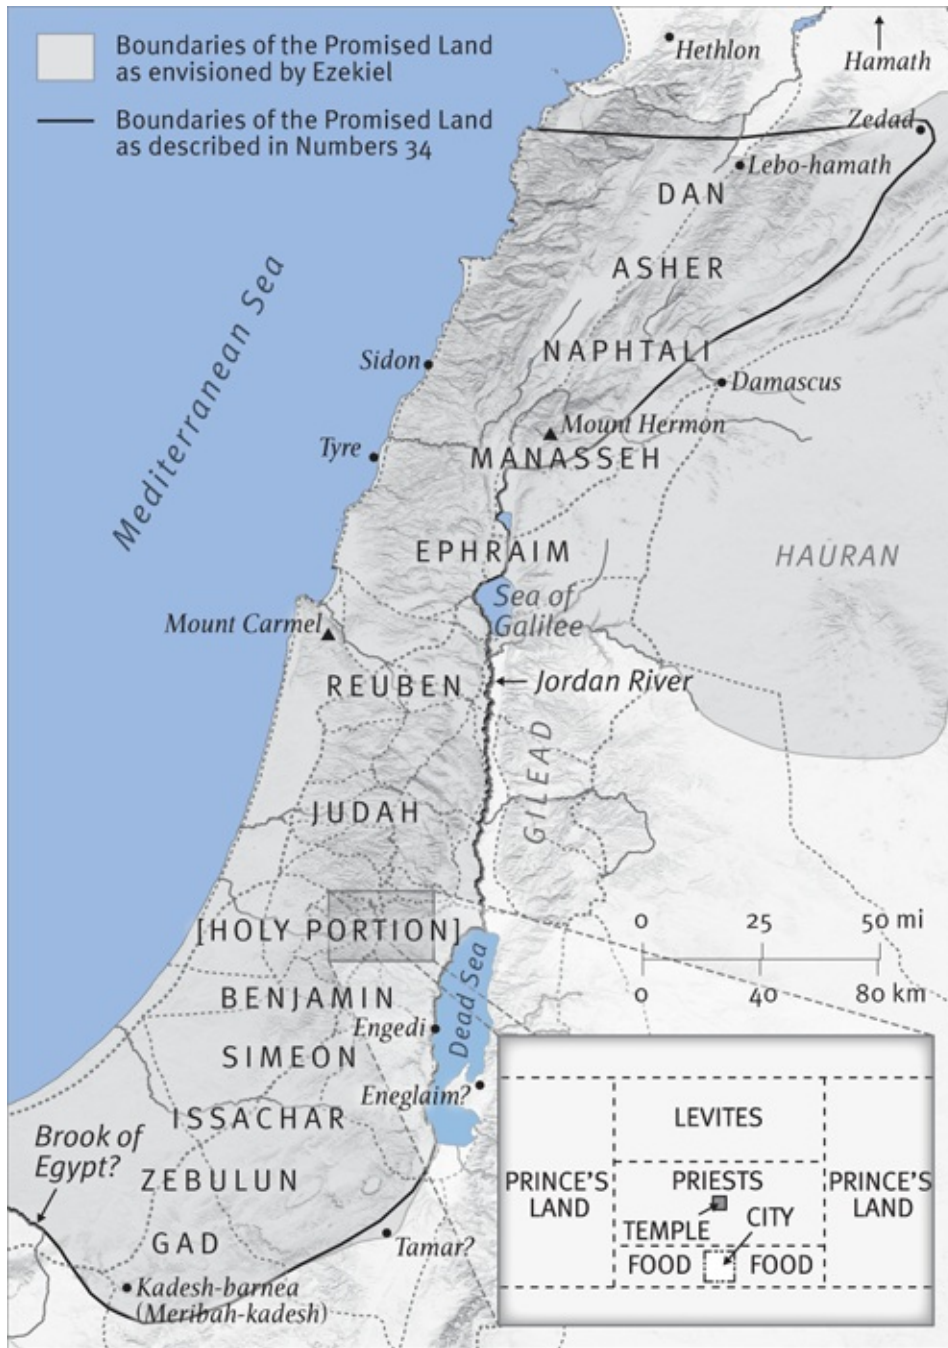 Boundaries of the Promised Land
as envisioned by Ezekiel
Boundaries of the Promised Land
as described in Numbers 34
Hethlon
Hamath
Zedad
Lebo-hamath
DAN
ASHER
Mediterranean Sea
NAPHTALI
Sidon
Damascus
Mount Hermon
Tyre
MANASSEH
EPHRAIM
HAURAN
Sea of
Galilee
Mount Carmel
REUBEN
Jordan River
GILEAD
JUDAH
0 25 50 mi
0 40 80 km
[HOLY PORTION]
Dead Sea
BENJAMIN
Engedi
SIMEON
Eneglaim?
ISSACHAR
Brook of
Egypt?
ZEBULUN
GAD
Tamar?
Kadesh-barnea
(Meribah-kadesh)
LEVITES
PRINCE'S
LAND
PRIESTS
PRINCE'S
LAND
TEMPLE
CITY
FOOD
FOOD